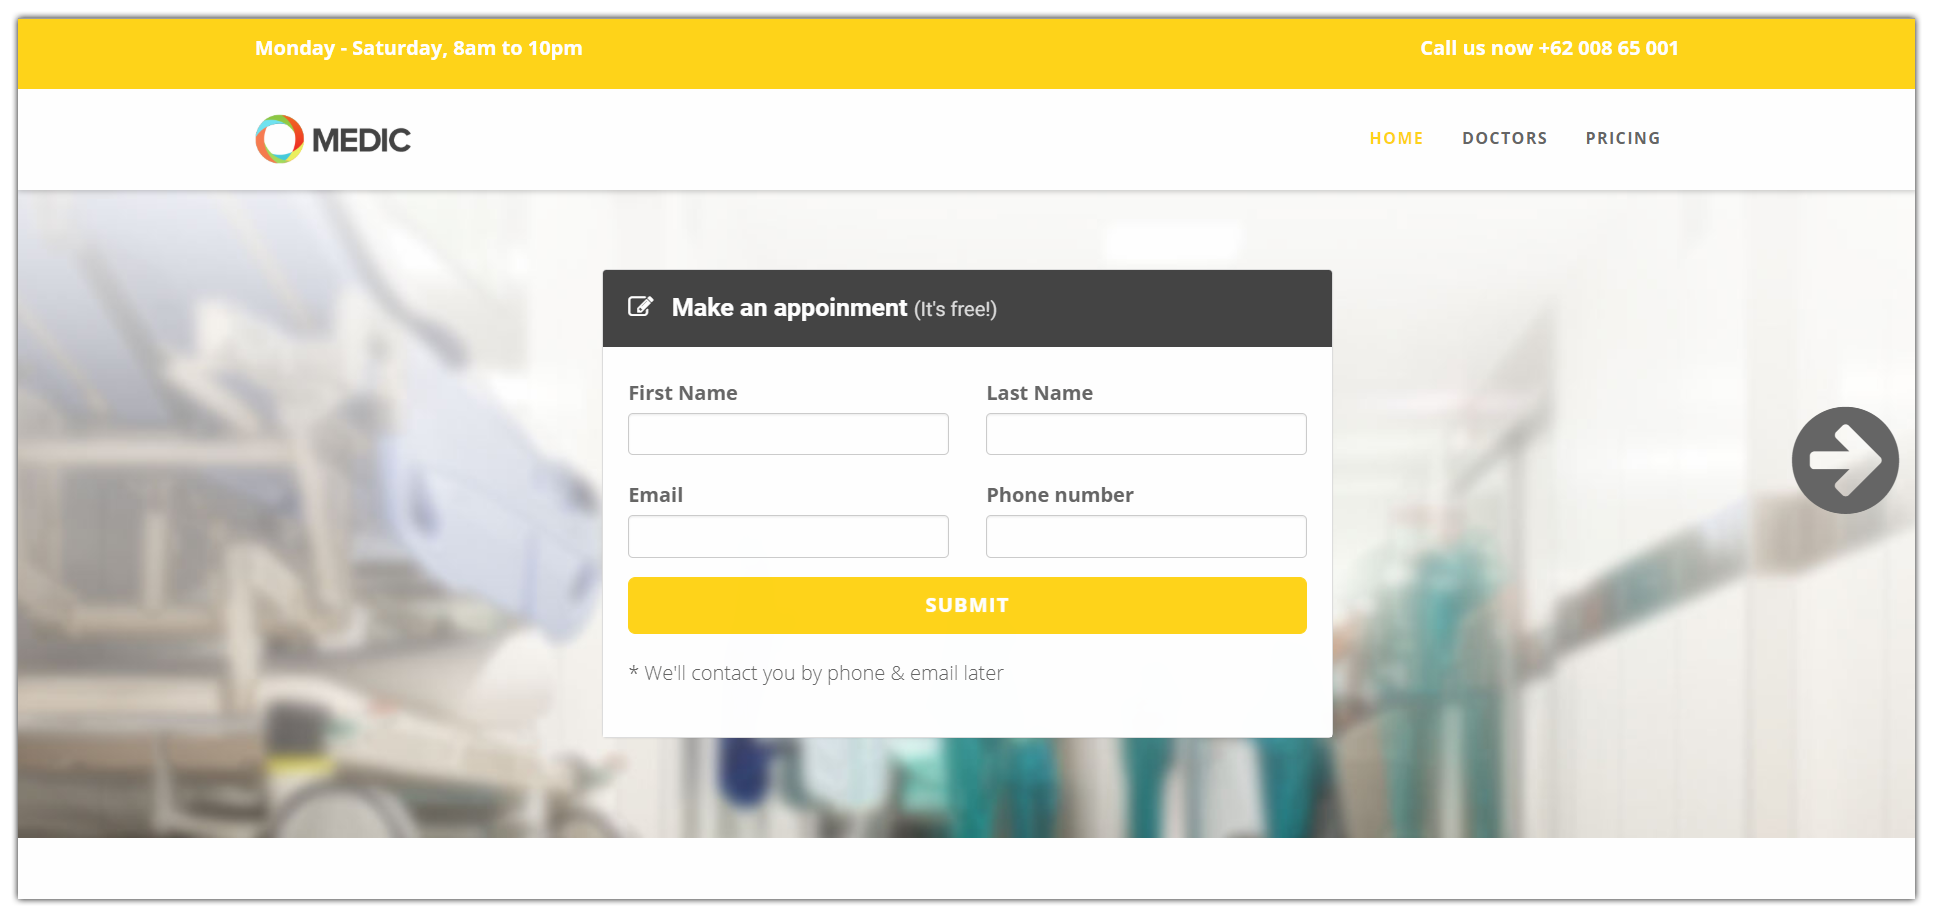 Monday - Saturday, 8am to 10pm
Call us now +62 008 65 001
MEDIC
HOME
DOCTORS
PRICING
Make an appoinment (It's free!)
First Name
Last Name
Email
Phone number
SUBMIT
* We'll contact you by phone & email later